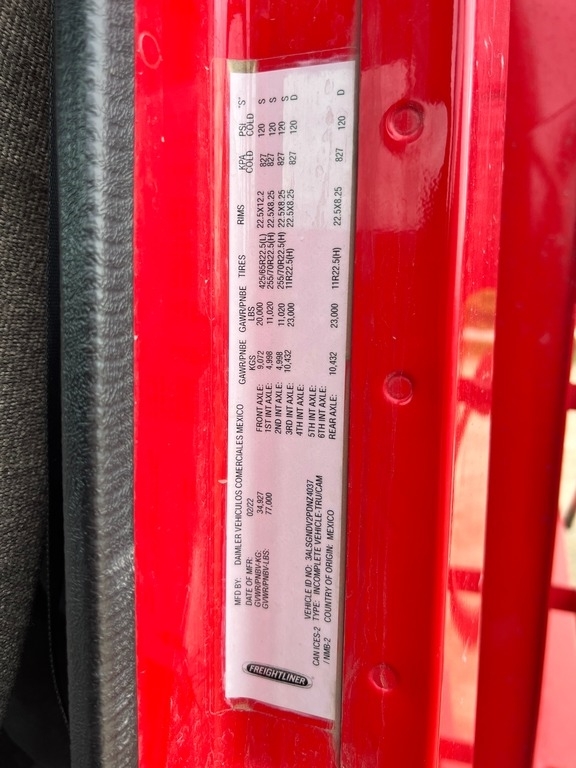 MFD BY: DAIMLER VEHICULOS COMERCIALES MEXICO
DATE OF MFR: 02/22
GVWR/PNBV-KG: 34,927
GVWR/PNBV-LBS: 77,000
GAWR/PNBE KGS GAWR/PNBE LBS TIRES RIMS KPA COLD PSI COLD "S"
FRONT AXLE: 9,072 20,000 425/65R22.5(L) 22.5X12.2 827 120 S
1ST INT AXLE: 4,998 11,020 255/70R22.5(H) 22.5X8.25 827 120 S
2ND INT AXLE: 4,998 11,020 255/70R22.5(H) 22.5X8.25 827 120 S
3RD INT AXLE: 10,432 23,000 11R22.5(H) 22.5X8.25 827 120 D
4TH INT AXLE:
5TH INT AXLE:
6TH INT AXLE:
REAR AXLE: 10,432 23,000 11R22.5(H) 22.5X8.25 827 120 D
VEHICLE ID NO: 3ALSGNDV2PDNZ4037
CAN ICES-2 TYPE: INCOMPLETE VEHICLE-TRU/CAM
/ NMB-2 COUNTRY OF ORIGIN: MEXICO
FREIGHTLINER